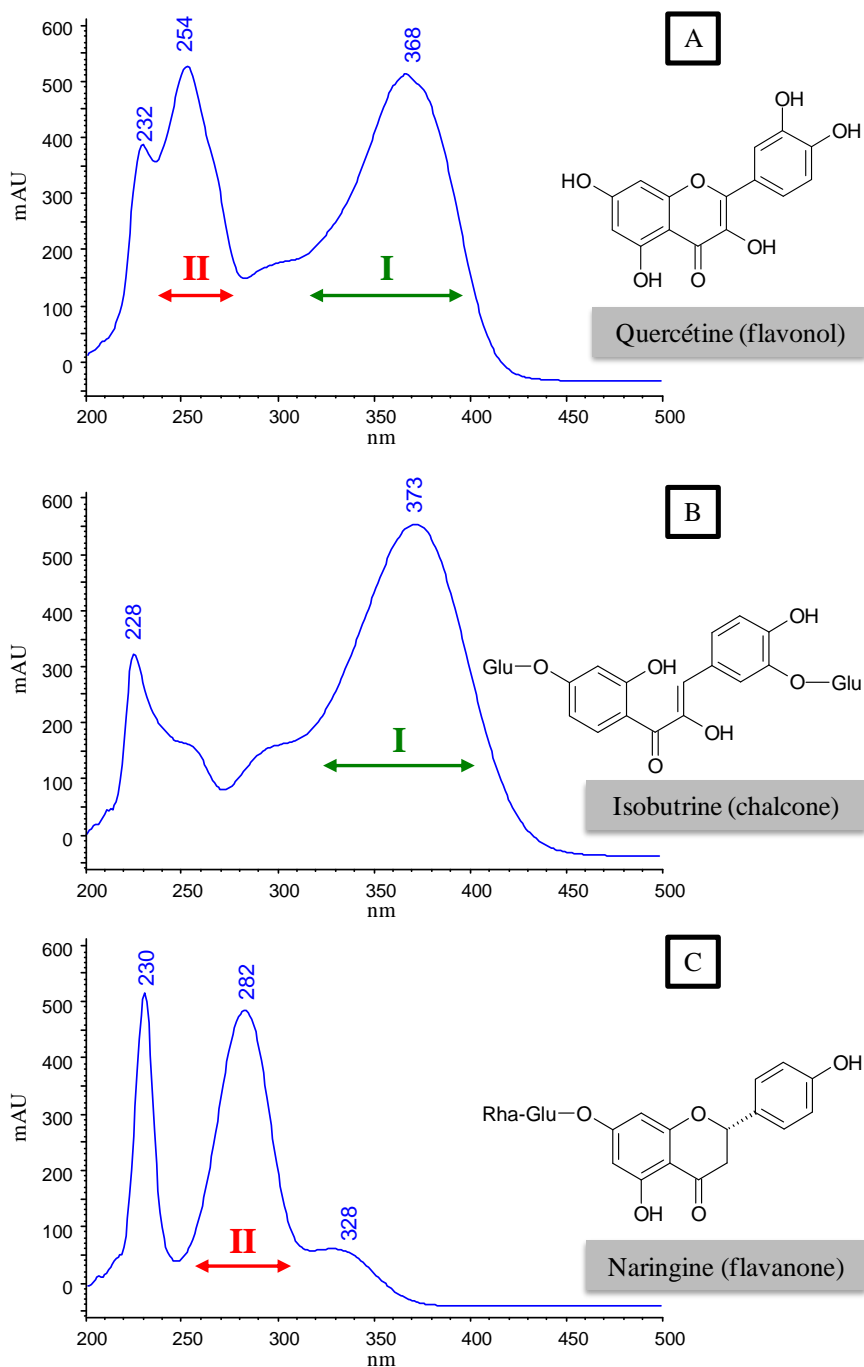 A
600
500
400
300
200
100
0
mAU
232
254
368
II
I
200 250 300 350 400 450 500
nm
HO
O
OH
OH
OH
OH
O
Quercétine (flavonol)
B
600
500
400
300
200
100
0
mAU
228
373
I
200 250 300 350 400 450 500
nm
Glu
O
OH
O
OH
OH
O
Glu
Isobutrine (chalcone)
C
600
500
400
300
200
100
0
mAU
230
282
328
II
200 250 300 350 400 450 500
nm
Rha-Glu
O
O
OH
OH
O
Naringine (flavanone)